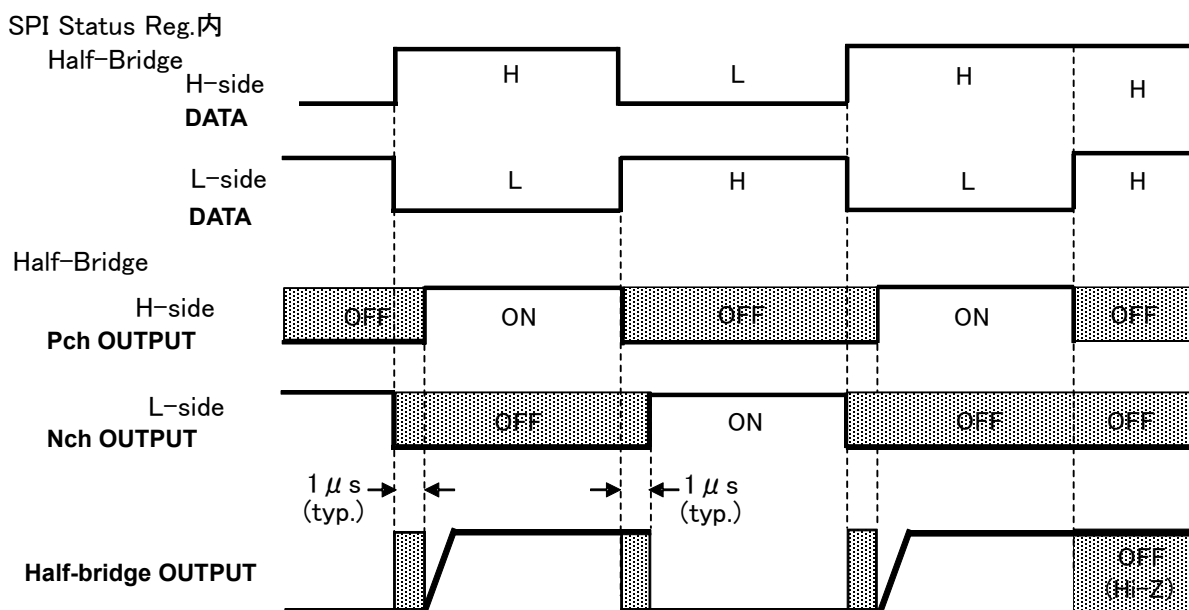 SPI Status Reg.内
Half-Bridge
H-side
DATA
H
L
H
H
L-side
DATA
L
H
L
H
Half-Bridge
H-side
Pch OUTPUT
OFF
ON
OFF
ON
OFF
L-side
Nch OUTPUT
OFF
ON
OFF
OFF
1μs
(typ.)
1μs
(typ.)
Half-bridge OUTPUT
OFF
(Hi-Z)